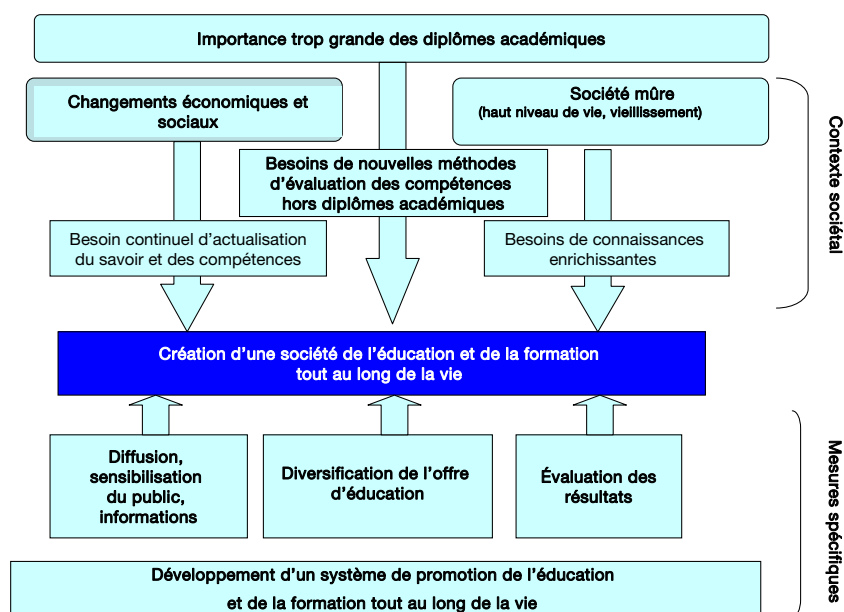 Importance trop grande des diplômes académiques
Changements économiques et
sociaux
Société mûre
(haut niveau de vie, vieillissement)
Besoins de nouvelles méthodes
d’évaluation des compétences
hors diplômes académiques
Besoin continuel d’actualisation
du savoir et des compétences
Besoins de connaissances
enrichissantes
Contexte sociétal
Création d’une société de l’éducation et de la formation
tout au long de la vie
Diffusion,
sensibilisation
du public,
informations
Diversification de l’offre
d’éducation
Évaluation des
résultats
Mesures spécifiques
Développement d’un système de promotion de l’éducation
et de la formation tout au long de la vie